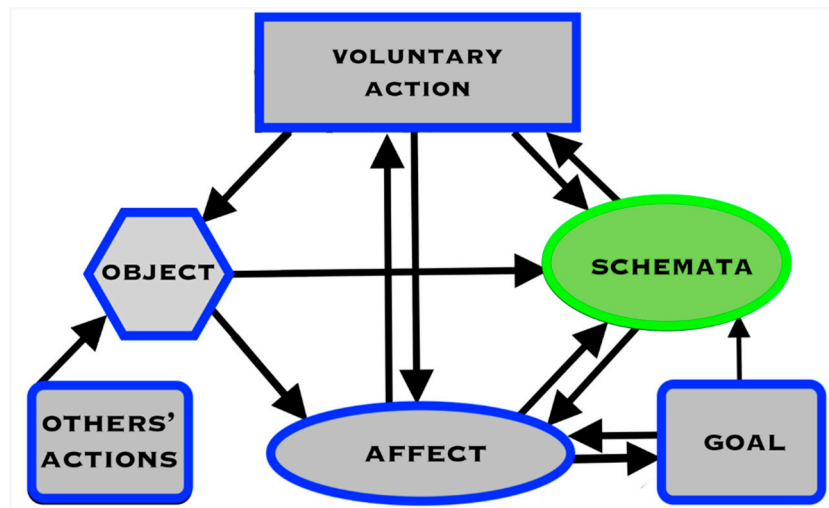 VOLUNTARY
ACTION
OBJECT
SCHEMATA
OTHERS'
ACTIONS
AFFECT
GOAL